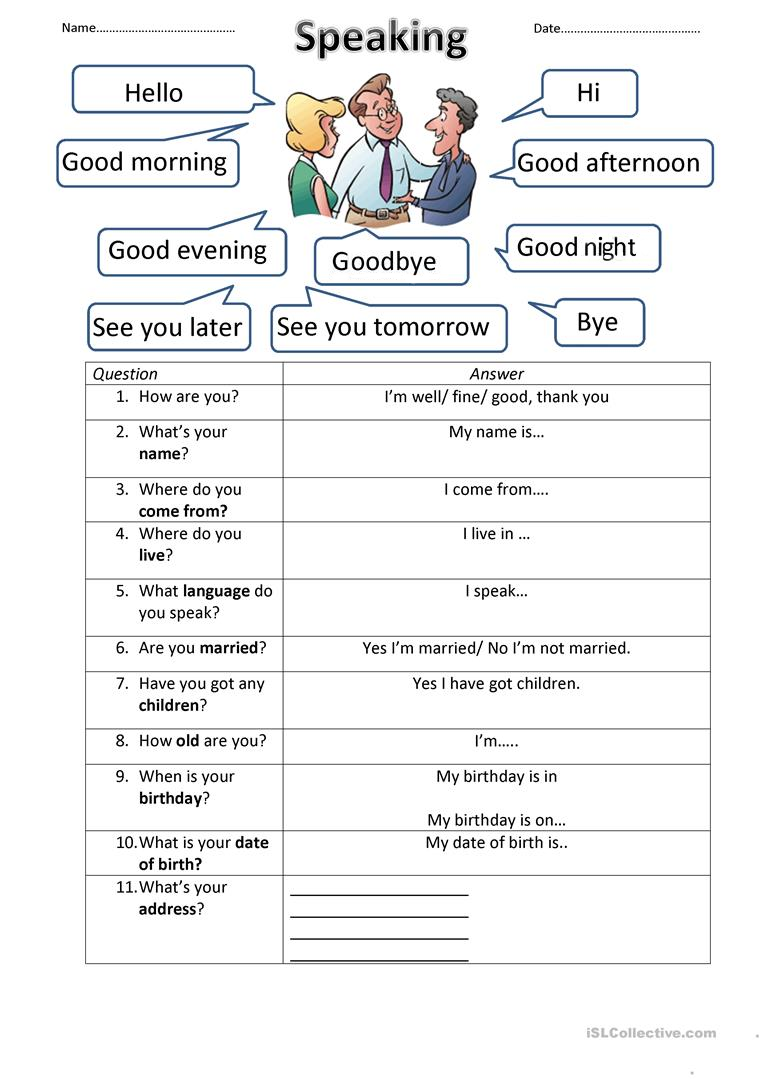 Name…………………………………….
Speaking
Date…………………………………….
Hello
Hi
Good morning
Good afternoon
Good evening
Goodbye
Good night
See you later
See you tomorrow
Bye
Question Answer
1. How are you? I’m well/ fine/ good, thank you
2. What’s your My name is…
name?
3. Where do you I come from….
come from?
4. Where do you I live in …
live?
5. What language do I speak…
you speak?
6. Are you married? Yes I’m married/ No I’m not married.
7. Have you got any Yes I have got children.
children?
8. How old are you? I’m…..
9. When is your My birthday is in
birthday?
My birthday is on…
10. What is your date My date of birth is..
of birth?
11. What’s your
address?
iSLCollective.com